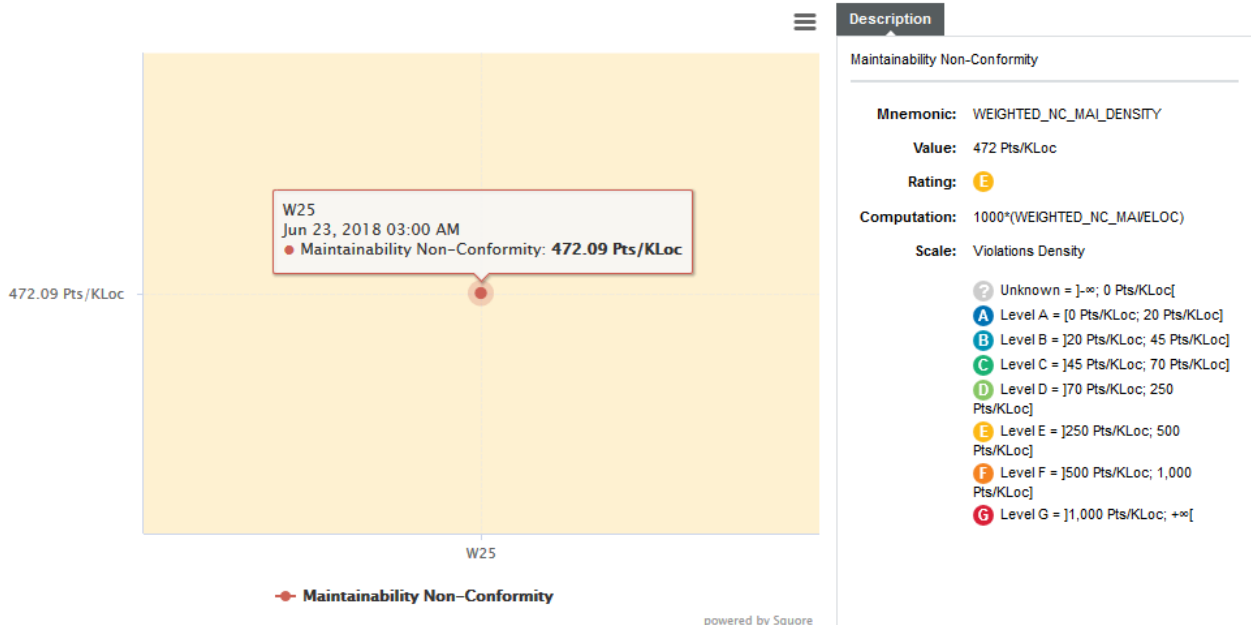 W25
Jun 23, 2018 03:00 AM
Maintainability Non-Conformity: 472.09 Pts/KLoc
472.09 Pts/KLoc
W25
Maintainability Non-Conformity
powered by Squore
Description
Maintainability Non-Conformity
Mnemonic: WEIGHTED_NC_MAI_DENSITY
Value: 472 Pts/KLoc
Rating: E
Computation: 1000*(WEIGHTED_NC_MAI/ELOC)
Scale: Violations Density
? Unknown = ]-∞; 0 Pts/KLoc[
A Level A = [0 Pts/KLoc; 20 Pts/KLoc]
B Level B = ]20 Pts/KLoc; 45 Pts/KLoc]
C Level C = ]45 Pts/KLoc; 70 Pts/KLoc]
D Level D = ]70 Pts/KLoc; 250
Pts/KLoc]
E Level E = ]250 Pts/KLoc; 500
Pts/KLoc]
F Level F = ]500 Pts/KLoc; 1,000
Pts/KLoc]
G Level G = ]1,000 Pts/KLoc; +∞[